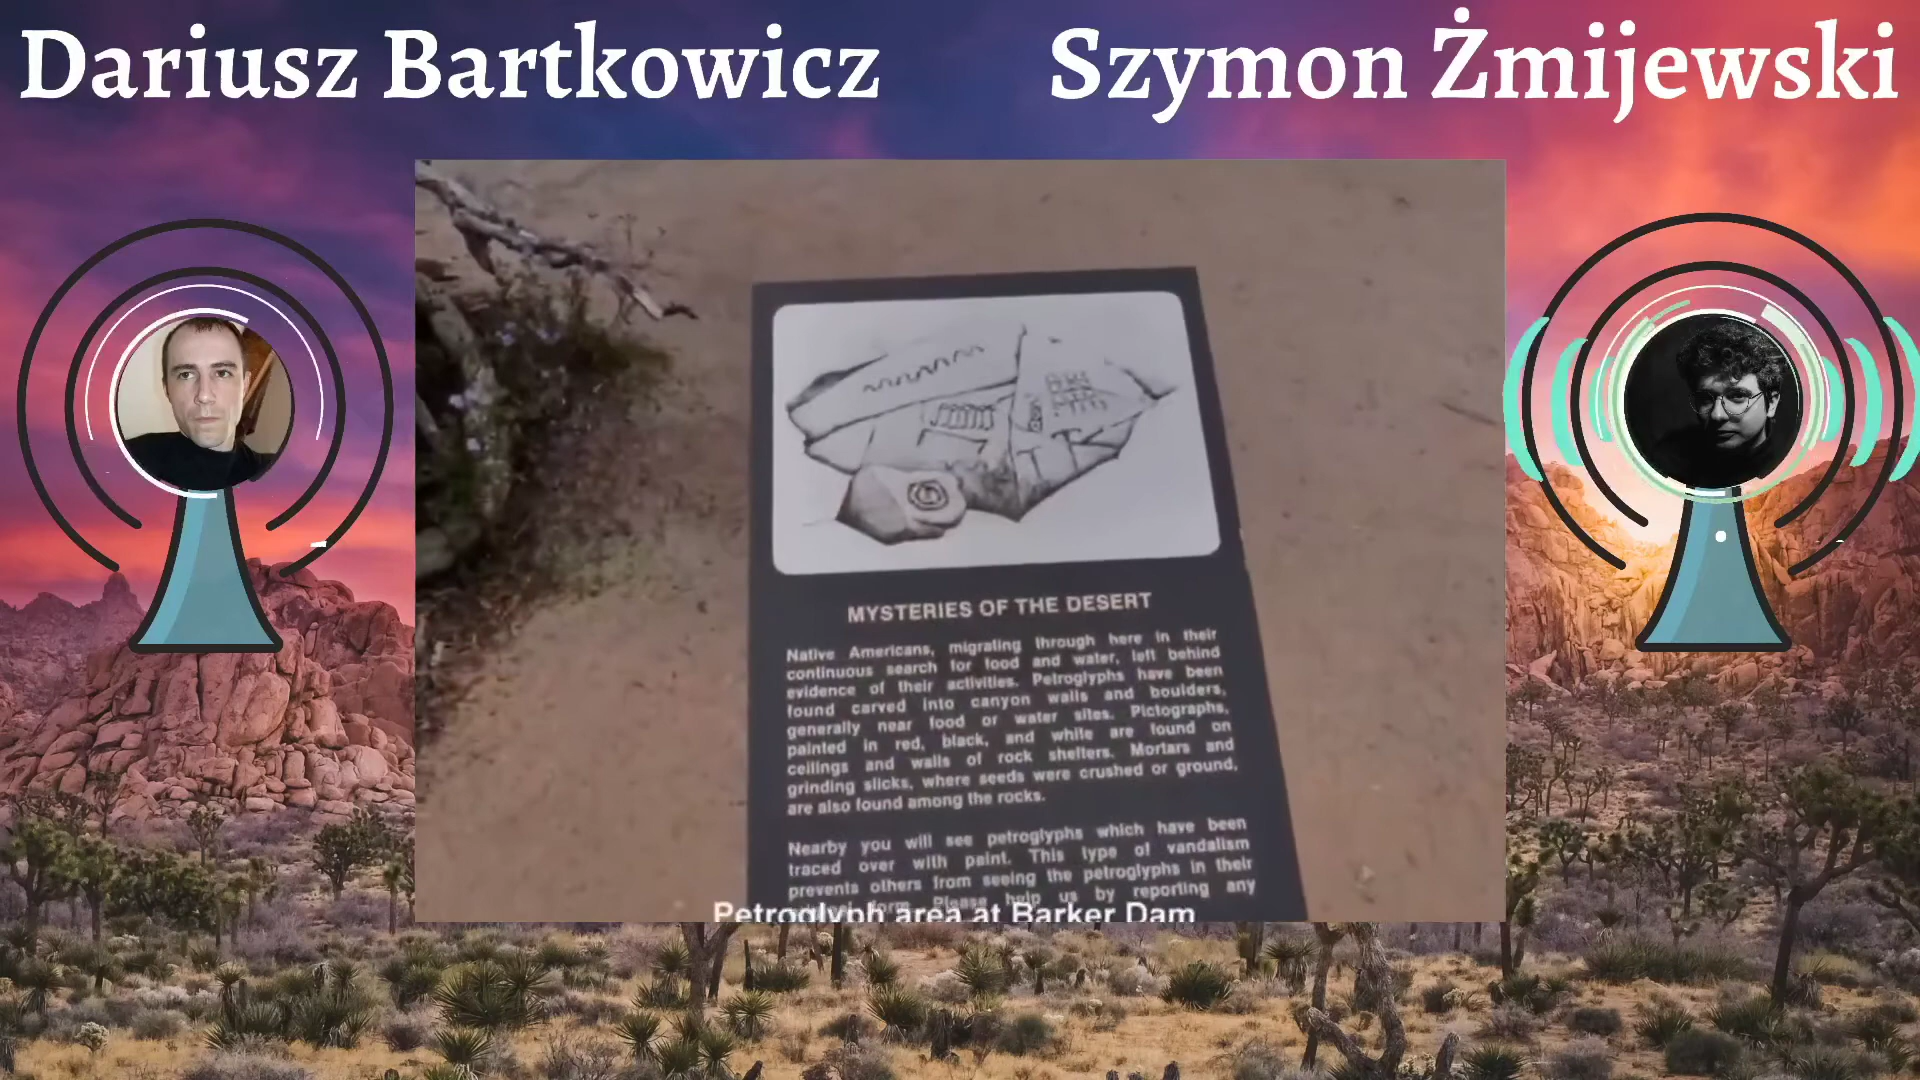 Dariusz Bartkowicz
Szymon Żmijewski
MYSTERIES OF THE DESERT
Native Americans, migrating through here in their
continuous search for food and water, left behind
evidence of their activities. Petroglyphs have been
found carved into canyon walls and boulders,
generally near food or water sites. Pictographs,
painted in red, black, and white are found on
ceilings and walls of rock shelters. Mortars and
grinding slicks, where seeds were crushed or ground,
are also found among the rocks.
Nearby you will see petroglyphs which have been
traced over with paint. This type of vandalism
prevents others from seeing the petroglyphs in their
form. Please help us by reporting any
Petroglyph area at Barker Dam